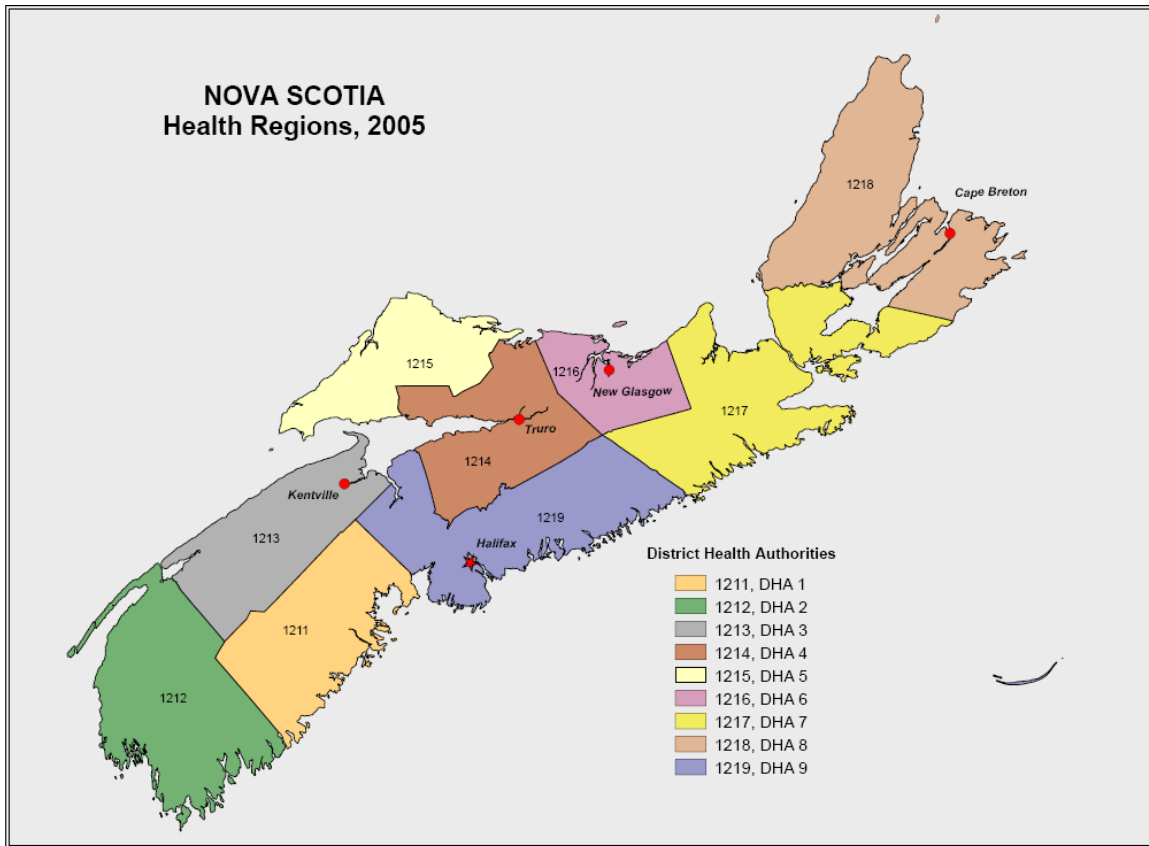 NOVA SCOTIA
Health Regions, 2005
1218
Cape Breton
1215
1216
New Glasgow
1217
Truro
1214
Kentville
1219
1213
Halifax
1211
1212
District Health Authorities
1211, DHA 1
1212, DHA 2
1213, DHA 3
1214, DHA 4
1215, DHA 5
1216, DHA 6
1217, DHA 7
1218, DHA 8
1219, DHA 9